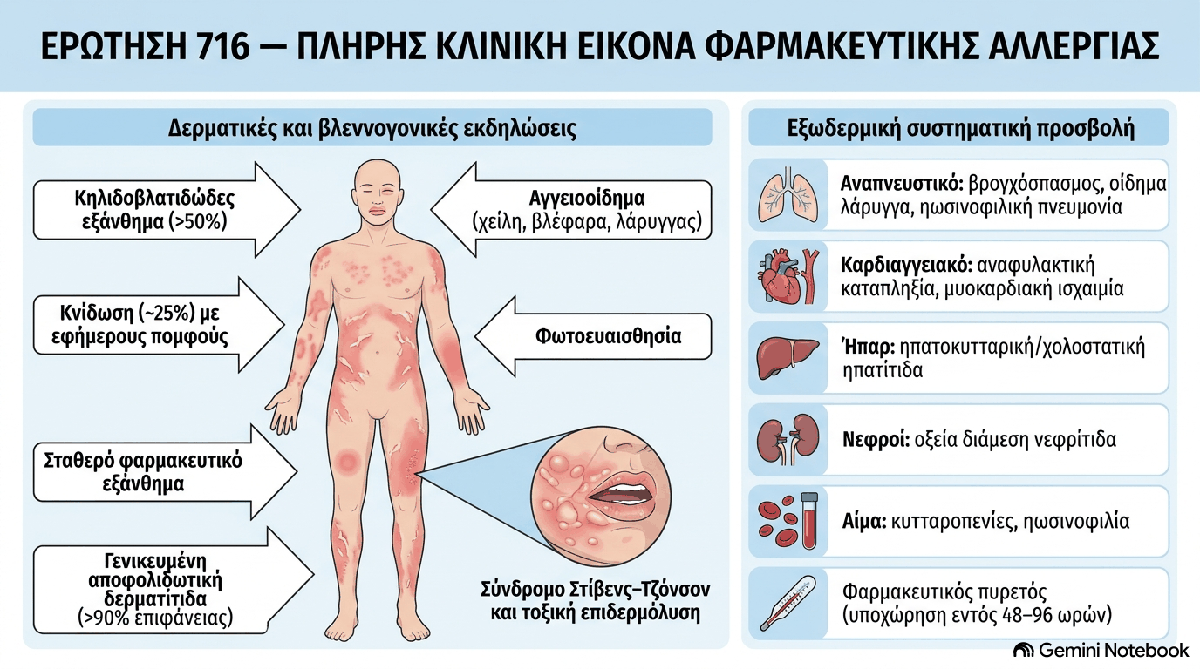 ΕΡΩΤΗΣΗ 716 — ΠΛΗΡΗΣ ΚΛΙΝΙΚΗ ΕΙΚΟΝΑ ΦΑΡΜΑΚΕΥΤΙΚΗΣ ΑΛΛΕΡΓΙΑΣ
Δερματικές και βλεννογονικές εκδηλώσεις
Κηλιδοβλατιδώδες
εξάνθημα (>50%)
Αγγειοοίδημα
(χείλη, βλέφαρα, λάρυγγας)
Κνίδωση (~25%) με
εφήμερους πομφούς
Φωτοευαισθησία
Σταθερό φαρμακευτικό
εξάνθημα
Γενικευμένη
αποφολιδωτική
δερματίτιδα
(>90% επιφάνειας)
Σύνδρομο Στίβενς–Τζόνσον
και τοξική επιδερμόλυση
Εξωδερμική συστηματική προσβολή
Αναπνευστικό: βρογχόσπασμος, οίδημα
λάρυγγα, ηωσινοφιλική πνευμονία
Καρδιαγγειακό: αναφυλακτική
καταπληξία, μυοκαρδιακή ισχαιμία
Ήπαρ: ηπατοκυτταρική/χολοστατική
ηπατίτιδα
Νεφροί: οξεία διάμεση νεφρίτιδα
Αίμα: κυτταροπενίες, ηωσινοφιλία
Φαρμακευτικός πυρετός
(υποχώρηση εντός 48–96 ωρών)
Gemini Notebook